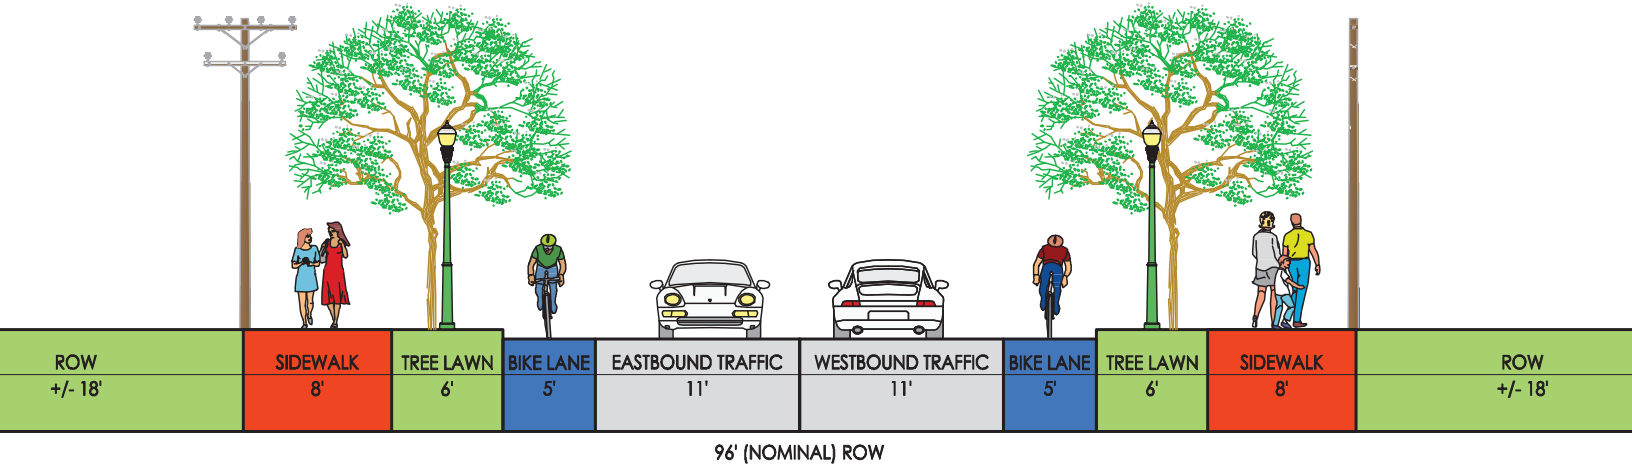 ROW SIDEWALK TREE LAWN BIKE LANE EASTBOUND TRAFFIC WESTBOUND TRAFFIC BIKE LANE TREE LAWN SIDEWALK ROW
+/- 18' 8' 6' 5' 11' 11' 5' 6' 8' +/- 18'
96' (NOMINAL) ROW